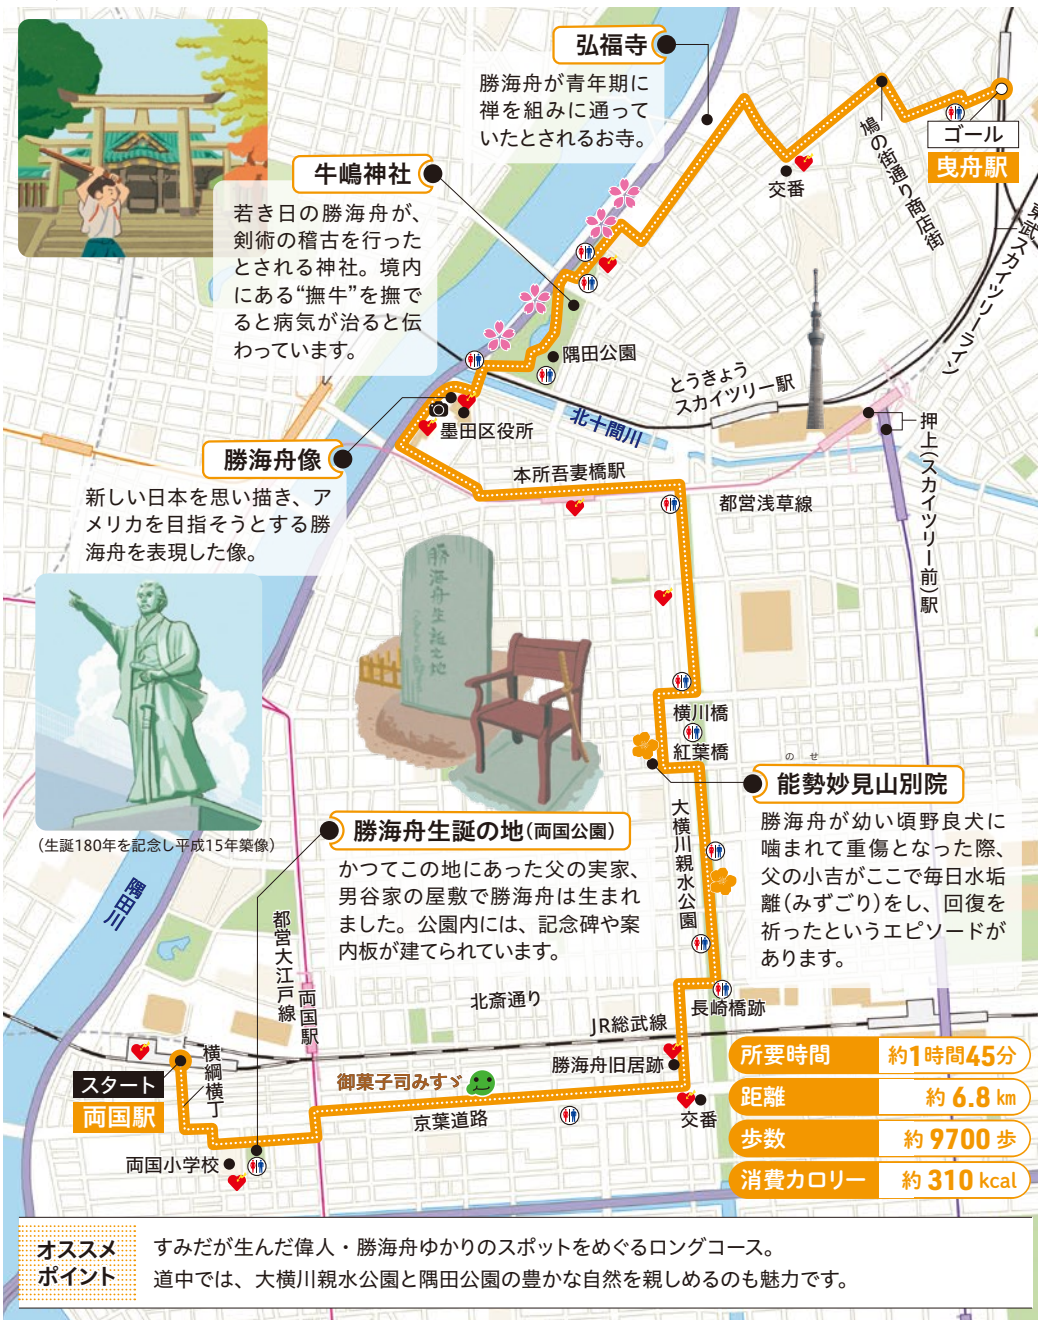 弘福寺
勝海舟が青年期に
禅を組みに通って
いたとされるお寺。
牛嶋神社
若き日の勝海舟が、
剣術の稽古を行った
とされる神社。境内
にある“撫牛”を撫で
ると病気が治ると伝
わっています。
ゴール
曳舟駅
鳩の街通り商店街
交番
東武スカイツリーライン
隅田公園
とうきょう
スカイツリー駅
北十間川
押上(スカイツリー前)駅
墨田区役所
勝海舟像
新しい日本を思い描き、ア
メリカを目指そうとする勝
海舟を表現した像。
本所吾妻橋駅
都営浅草線
勝海舟生誕之地
(生誕180年を記念し平成15年築像)
横川橋
紅葉橋
のせ
能勢妙見山別院
勝海舟が幼い頃野良犬に
噛まれて重傷となった際、
父の小吉がここで毎日水垢
離(みずごり)をし、回復を
祈ったというエピソードが
あります。
大横川親水公園
勝海舟生誕の地(両国公園)
かつてこの地にあった父の実家、
男谷家の屋敷で勝海舟は生まれ
ました。公園内には、記念碑や案
内板が建てられています。
隅田川
都営大江戸線
両国駅
北斎通り
長崎橋跡
JR総武線
勝海舟旧居跡
横綱横丁
スタート
両国駅
御菓子司みすゞ
京葉道路
交番
両国小学校
所要時間 約1時間45分
距離 約 6.8 km
歩数 約 9700 歩
消費カロリー 約 310 kcal
オススメ
ポイント
すみだが生んだ偉人・勝海舟ゆかりのスポットをめぐるロングコース。
道中では、大横川親水公園と隅田公園の豊かな自然を親しめるのも魅力です。